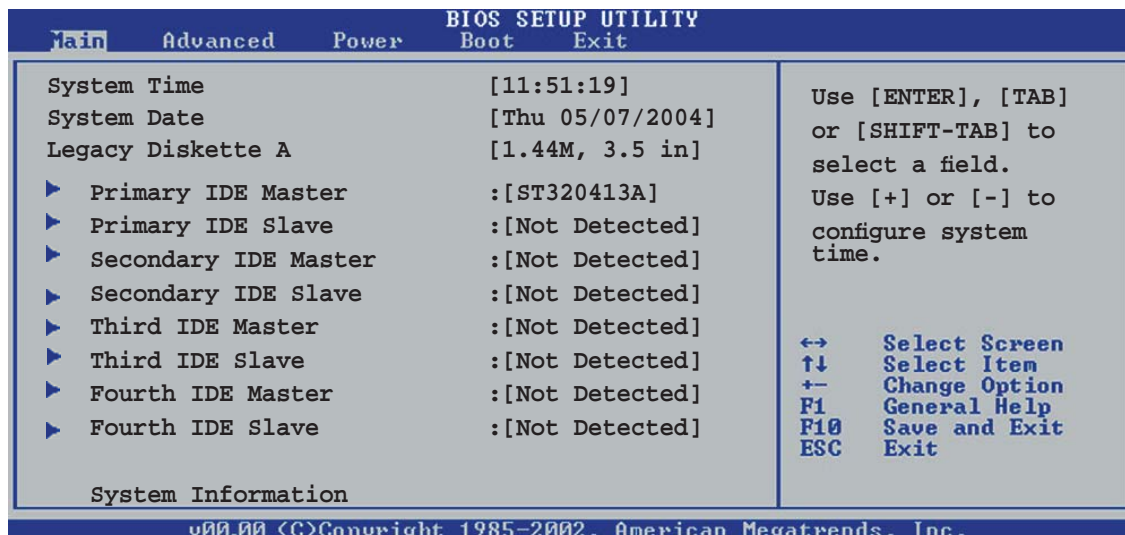 BIOS SETUP UTILITY
Main Advanced Power Boot Exit
System Time [11:51:19]
System Date [Thu 05/07/2004]
Legacy Diskette A [1.44M, 3.5 in]
Primary IDE Master :[ST320413A]
Primary IDE Slave :[Not Detected]
Secondary IDE Master :[Not Detected]
Secondary IDE Slave :[Not Detected]
Third IDE Master :[Not Detected]
Third IDE Slave :[Not Detected]
Fourth IDE Master :[Not Detected]
Fourth IDE Slave :[Not Detected]
System Information
Use [ENTER], [TAB]
or [SHIFT-TAB] to
select a field.
Use [+] or [-] to
configure system
time.
↔ Select Screen
↑↓ Select Item
+- Change Option
F1 General Help
F10 Save and Exit
ESC Exit
v00.00 (C)Copyright 1985-2002, American Megatrends, Inc.